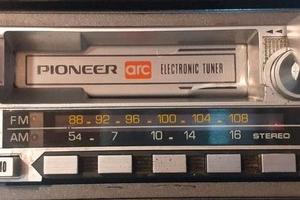 PIONEER arc ELECTRONIC TUNER
FM 88 - 92 - 96 - 100 - 104 - 108
AM 54 - 7 10 - 14 16 STEREO